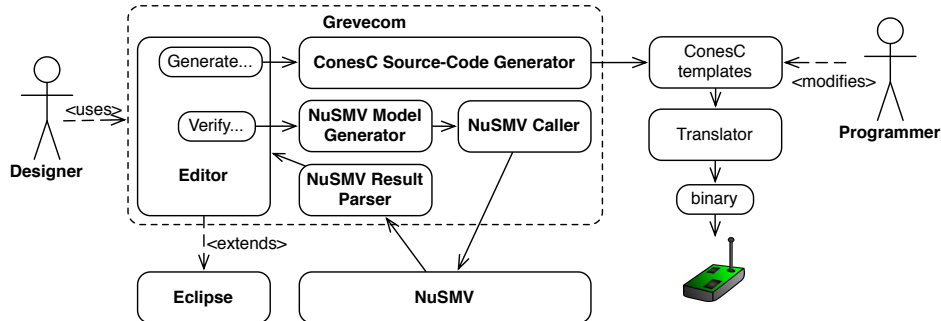 Grevecom
Generate...
ConesC Source-Code Generator
ConesC
templates
<modifies>
<uses>
Verify...
NuSMV Model
Generator
NuSMV Caller
Translator
Programmer
Designer
Editor
NuSMV Result
Parser
binary
<extends>
Eclipse
NuSMV